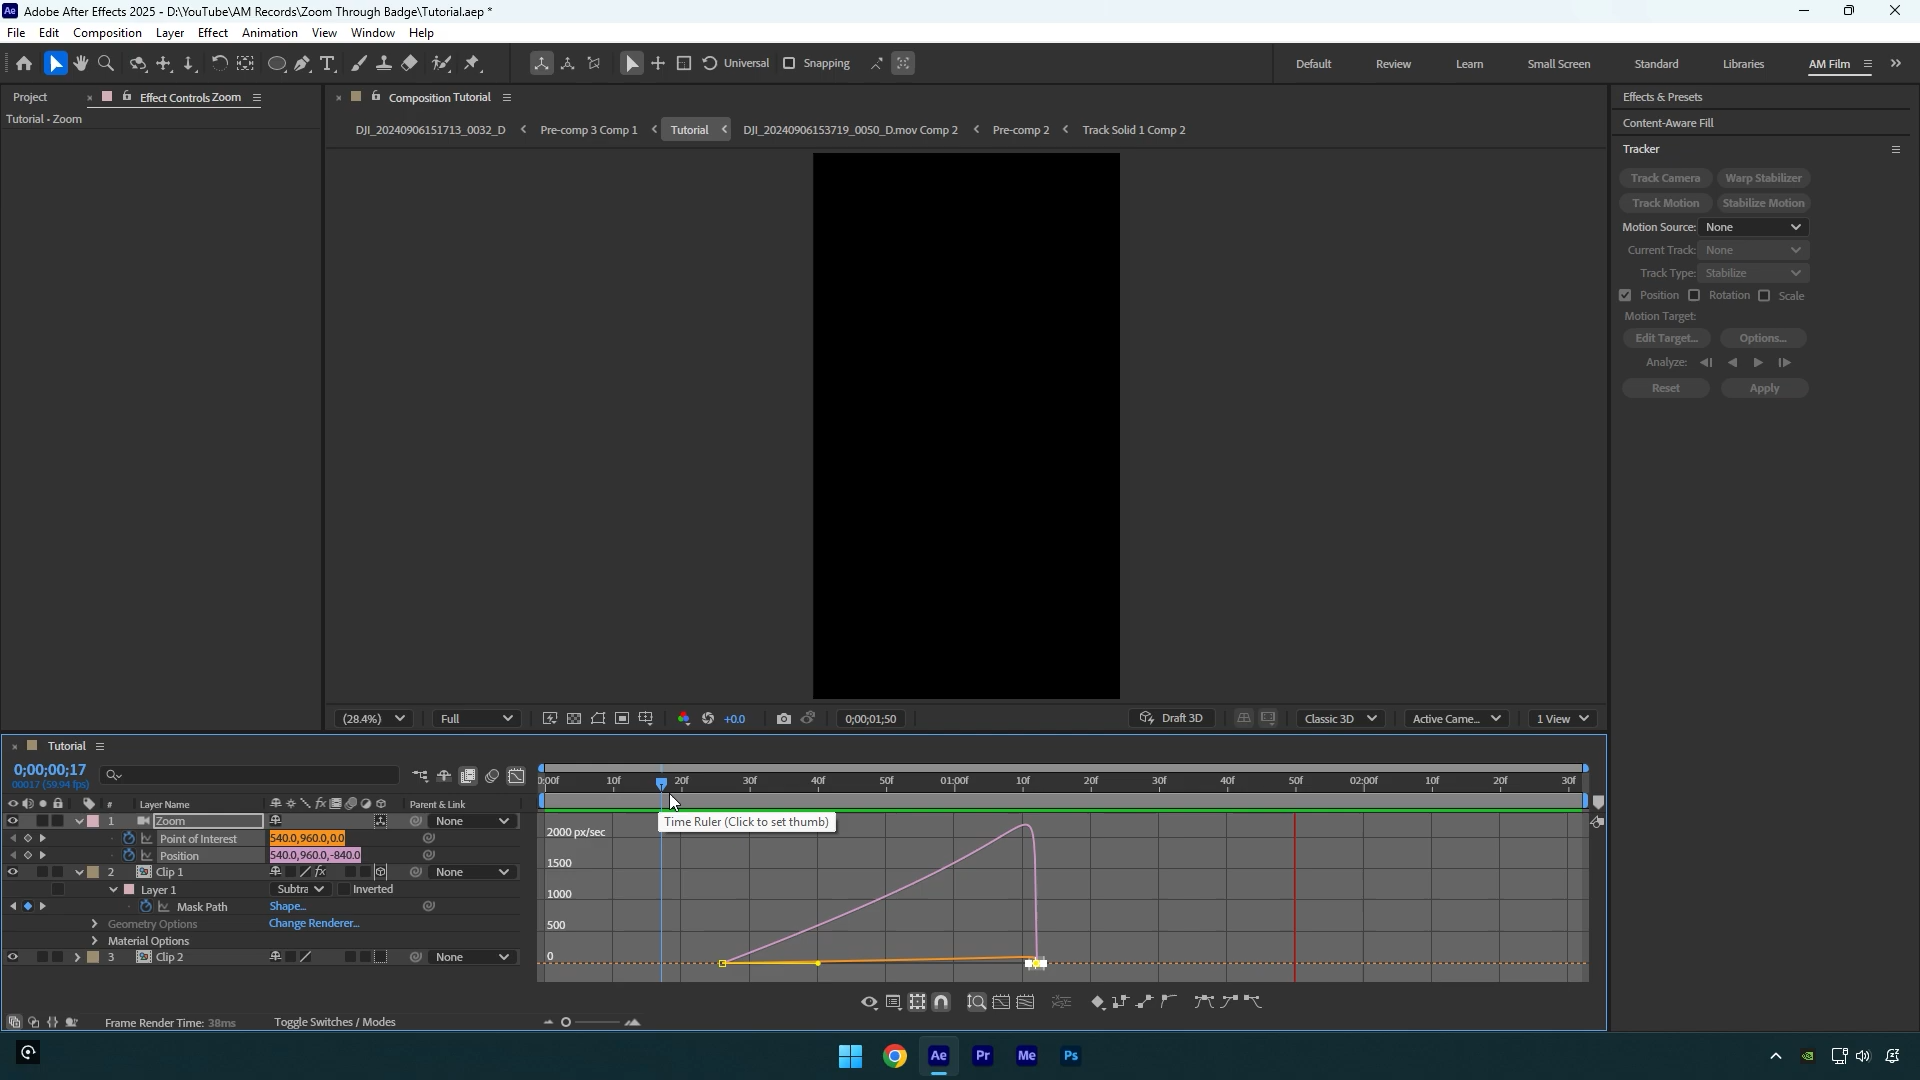 Adobe After Effects 2025 - D:\YouTube\AM Records\Zoom Through Badge\Tutorial.aep *
File Edit Composition Layer Effect Animation View Window Help
Universal Snapping Default Review Learn Small Screen Standard Libraries AM Film
Project Effect Controls Zoom
Tutorial - Zoom
Composition Tutorial
DJI_20240906151713_0032_D Pre-comp 3 Comp 1 Tutorial DJI_20240906153719_0050_D.mov Comp 2 Pre-comp 2 Track Solid 1 Comp 2
Effects & Presets
Content-Aware Fill
Tracker
Track Camera Warp Stabilizer
Track Motion Stabilize Motion
Motion Source: None
Current Track: None
Track Type: Stabilize
Position Rotation Scale
Motion Target:
Edit Target... Options...
Analyze:
Reset Apply
(28.4%) Full +0.0 0;00;01;50 Draft 3D Classic 3D Active Came... 1 View
Tutorial
0;00;00;17
00017 (59.94 fps)
0:00f 10f 20f 30f 40f 50f 01:00f 10f 20f 30f 40f 50f 02:00f 10f 20f 30f
# Layer Name fx Parent & Link
1 Zoom None
Point of Interest 540.0,960.0,0.0
Position 540.0,960.0,-840.0
2 Clip 1 fx None
Layer 1 Subtra Inverted
Mask Path Shape...
Geometry Options Change Renderer...
Material Options
3 Clip 2 None
Time Ruler (Click to set thumb)
2000 px/sec
1500
1000
500
0
Frame Render Time: 38ms Toggle Switches / Modes
Ae Pr Me Ps